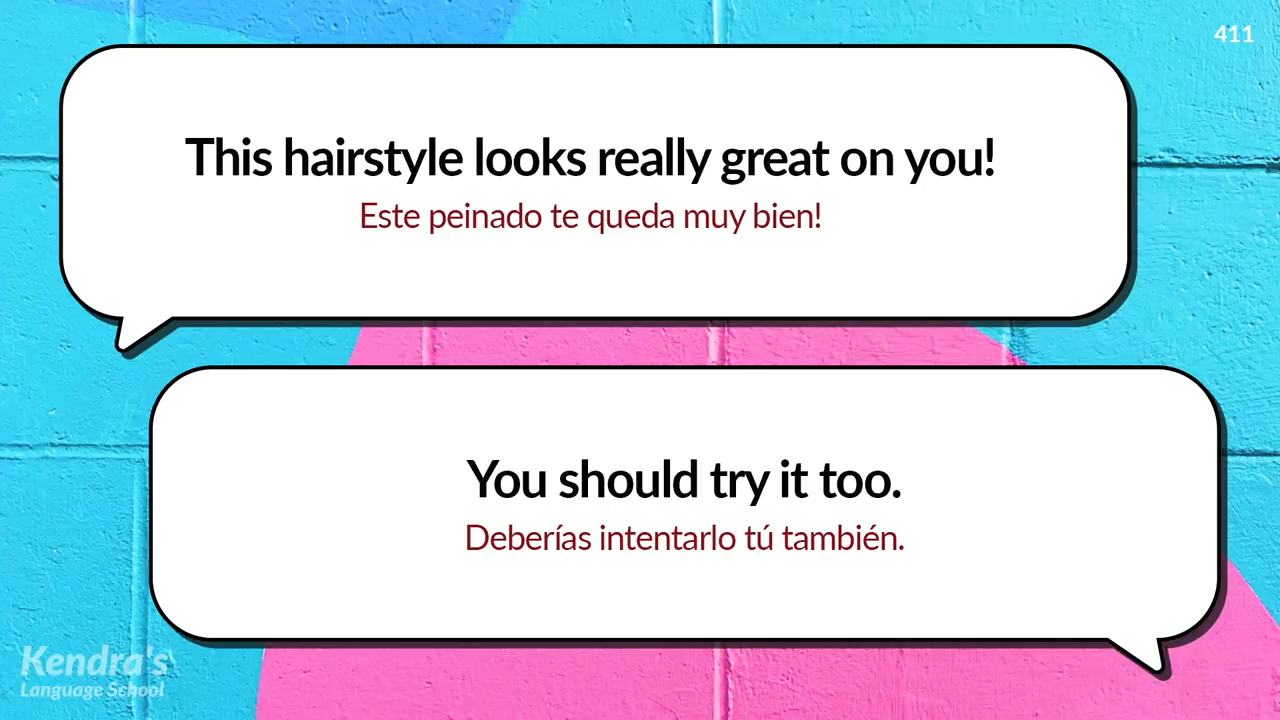 411
This hairstyle looks really great on you!
Este peinado te queda muy bien!
You should try it too.
Deberías intentarlo tú también.
Kendra's
Language School